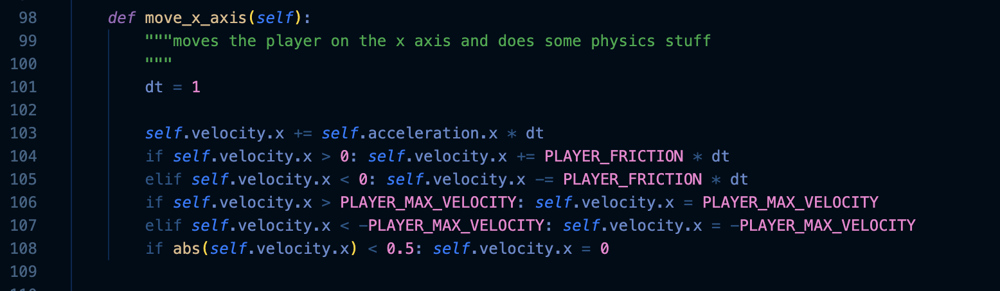 98 def move_x_axis(self):
99 """moves the player on the x axis and does some physics stuff
100 """
101 dt = 1
102
103 self.velocity.x += self.acceleration.x * dt
104 if self.velocity.x > 0: self.velocity.x += PLAYER_FRICTION * dt
105 elif self.velocity.x < 0: self.velocity.x -= PLAYER_FRICTION * dt
106 if self.velocity.x > PLAYER_MAX_VELOCITY: self.velocity.x = PLAYER_MAX_VELOCITY
107 elif self.velocity.x < -PLAYER_MAX_VELOCITY: self.velocity.x = -PLAYER_MAX_VELOCITY
108 if abs(self.velocity.x) < 0.5: self.velocity.x = 0
109